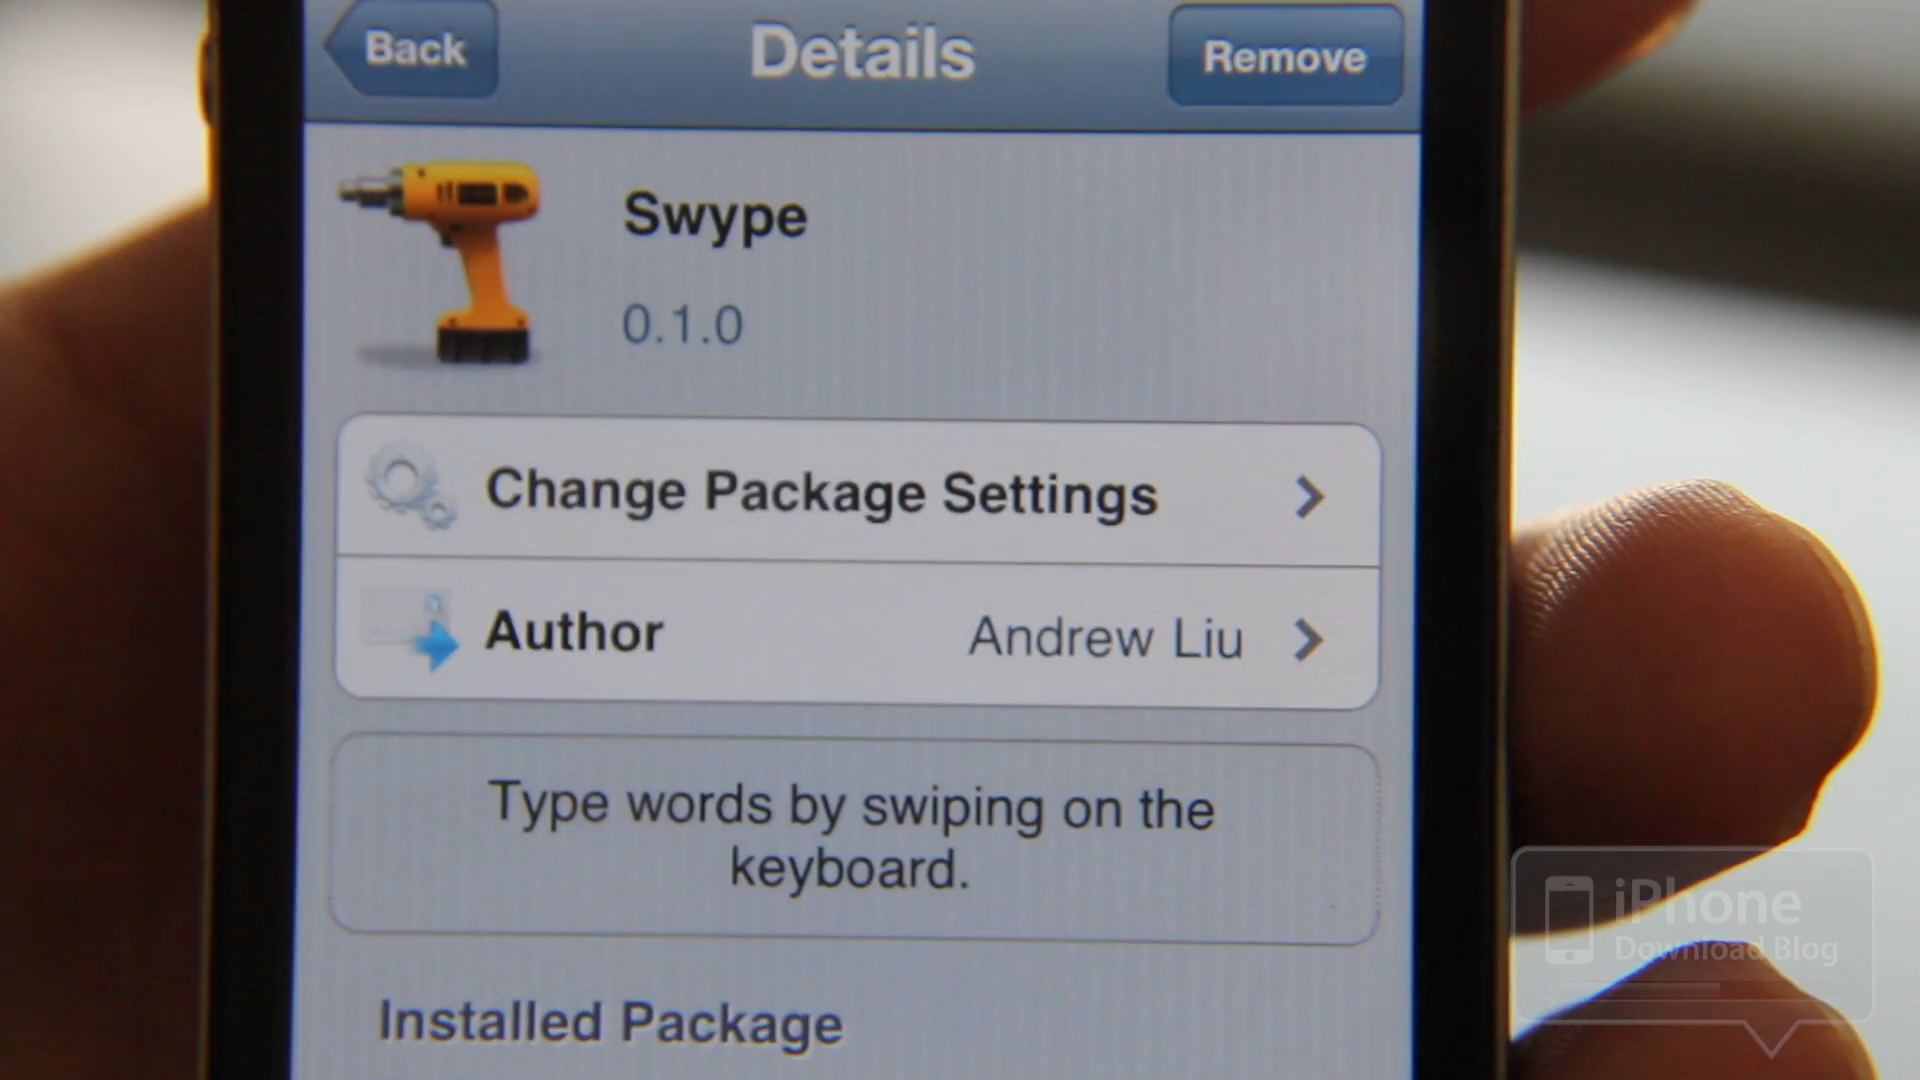 Back
Details
Remove
Swype
0.1.0
Change Package Settings
Author
Andrew Liu
Type words by swiping on the
keyboard.
Installed Package
iPhone
Download Blog